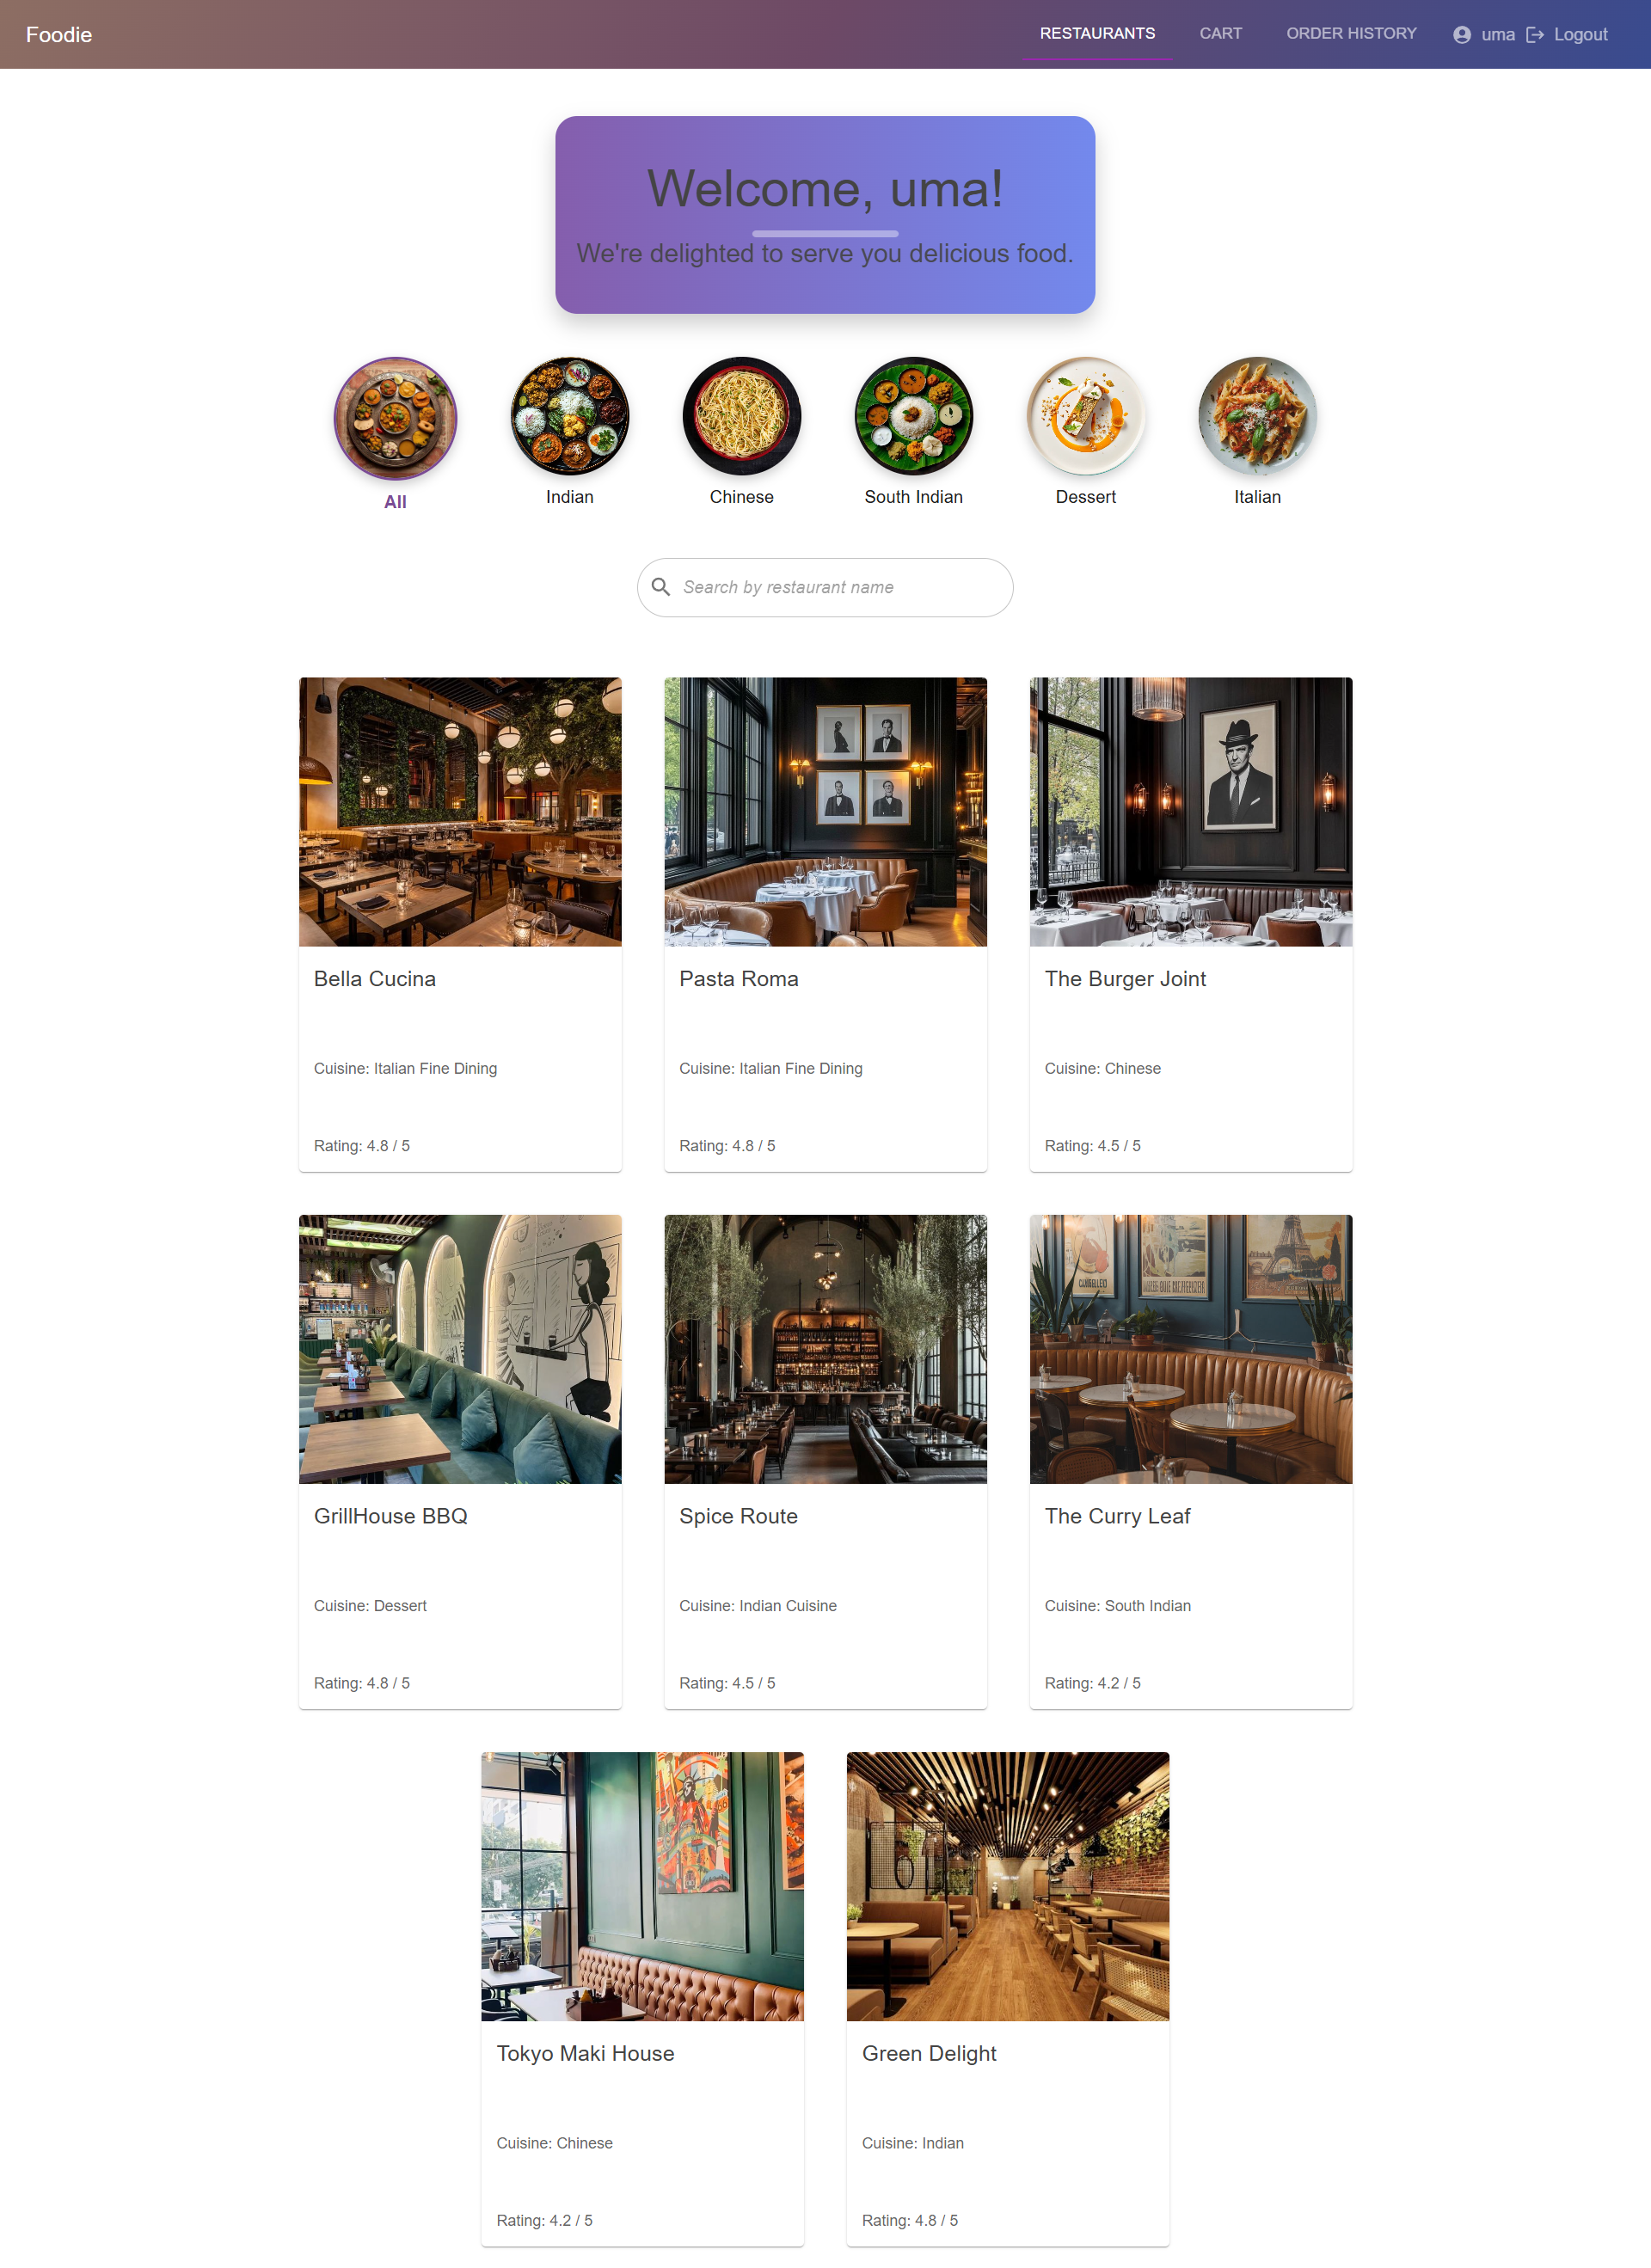 Foodie
RESTAURANTS
CART
ORDER HISTORY
uma
Logout
Welcome, uma!
We're delighted to serve you delicious food.
All
Indian
Chinese
South Indian
Dessert
Italian
Search by restaurant name
Bella Cucina
Cuisine: Italian Fine Dining
Rating: 4.8 / 5
Pasta Roma
Cuisine: Italian Fine Dining
Rating: 4.8 / 5
The Burger Joint
Cuisine: Chinese
Rating: 4.5 / 5
GrillHouse BBQ
Cuisine: Dessert
Rating: 4.8 / 5
Spice Route
Cuisine: Indian Cuisine
Rating: 4.5 / 5
The Curry Leaf
Cuisine: South Indian
Rating: 4.2 / 5
Tokyo Maki House
Cuisine: Chinese
Rating: 4.2 / 5
Green Delight
Cuisine: Indian
Rating: 4.8 / 5